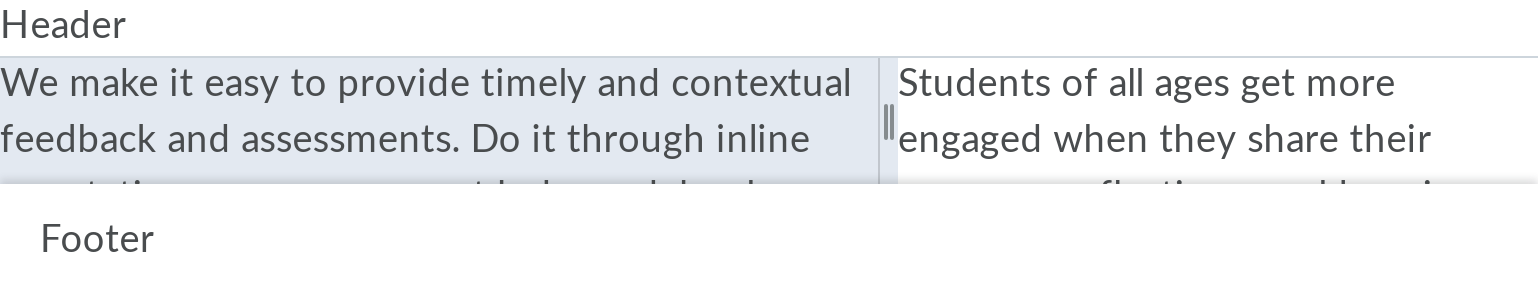 Header
We make it easy to provide timely and contextual
feedback and assessments. Do it through inline
Students of all ages get more
engaged when they share their
Footer